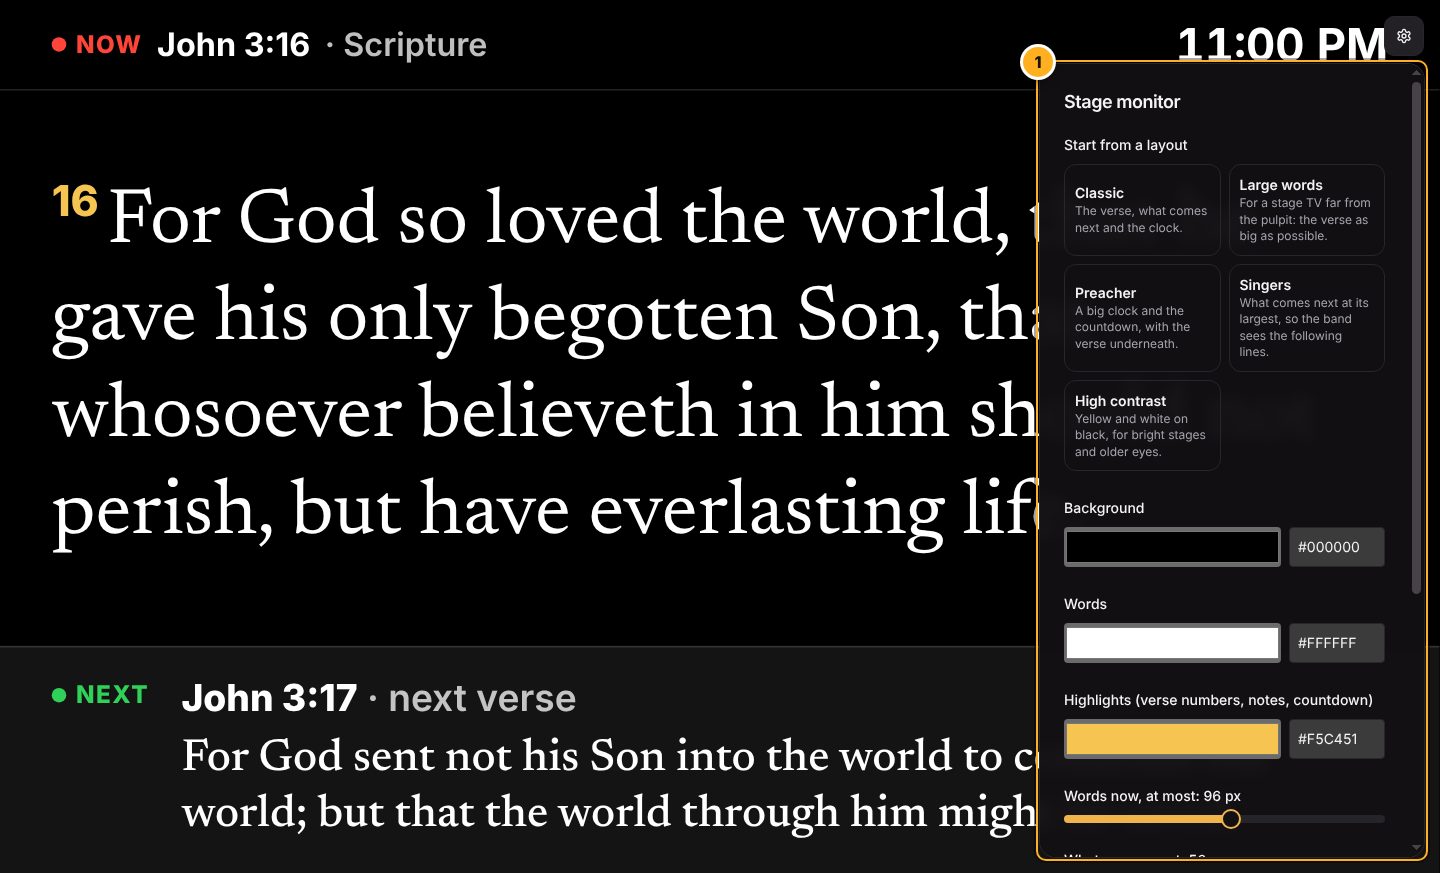 NOW John 3:16 · Scripture
11:00 PM
1
16 For God so loved the world,
gave his only begotten Son,
whosoever believeth in him
perish, but have everlasting
NEXT John 3:17 · next verse
For God sent not his Son into the world to
world; but that the world through him
Stage monitor
Start from a layout
Classic
The verse, what comes
next and the clock.
Large words
For a stage TV far from
the pulpit: the verse as
big as possible.
Preacher
A big clock and the
countdown, with the
verse underneath.
Singers
What comes next at its
largest, so the band
sees the following
lines.
High contrast
Yellow and white on
black, for bright stages
and older eyes.
Background
#000000
Words
#FFFFFF
Highlights (verse numbers, notes, countdown)
#F5C451
Words now, at most: 96 px